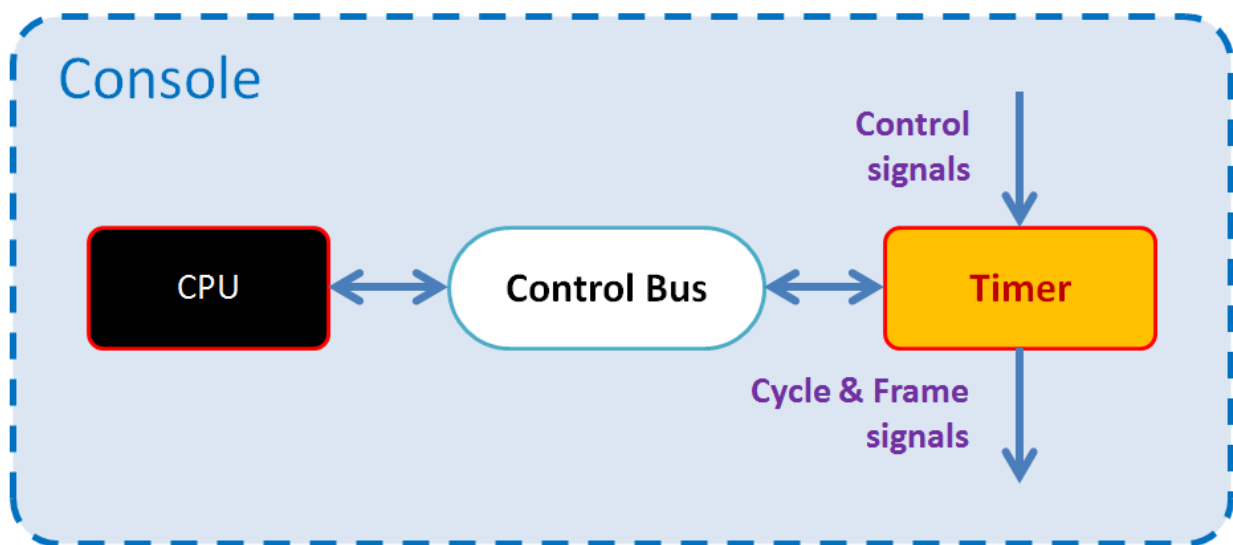 Console
Control
signals
CPU
Control Bus
Timer
Cycle & Frame
signals